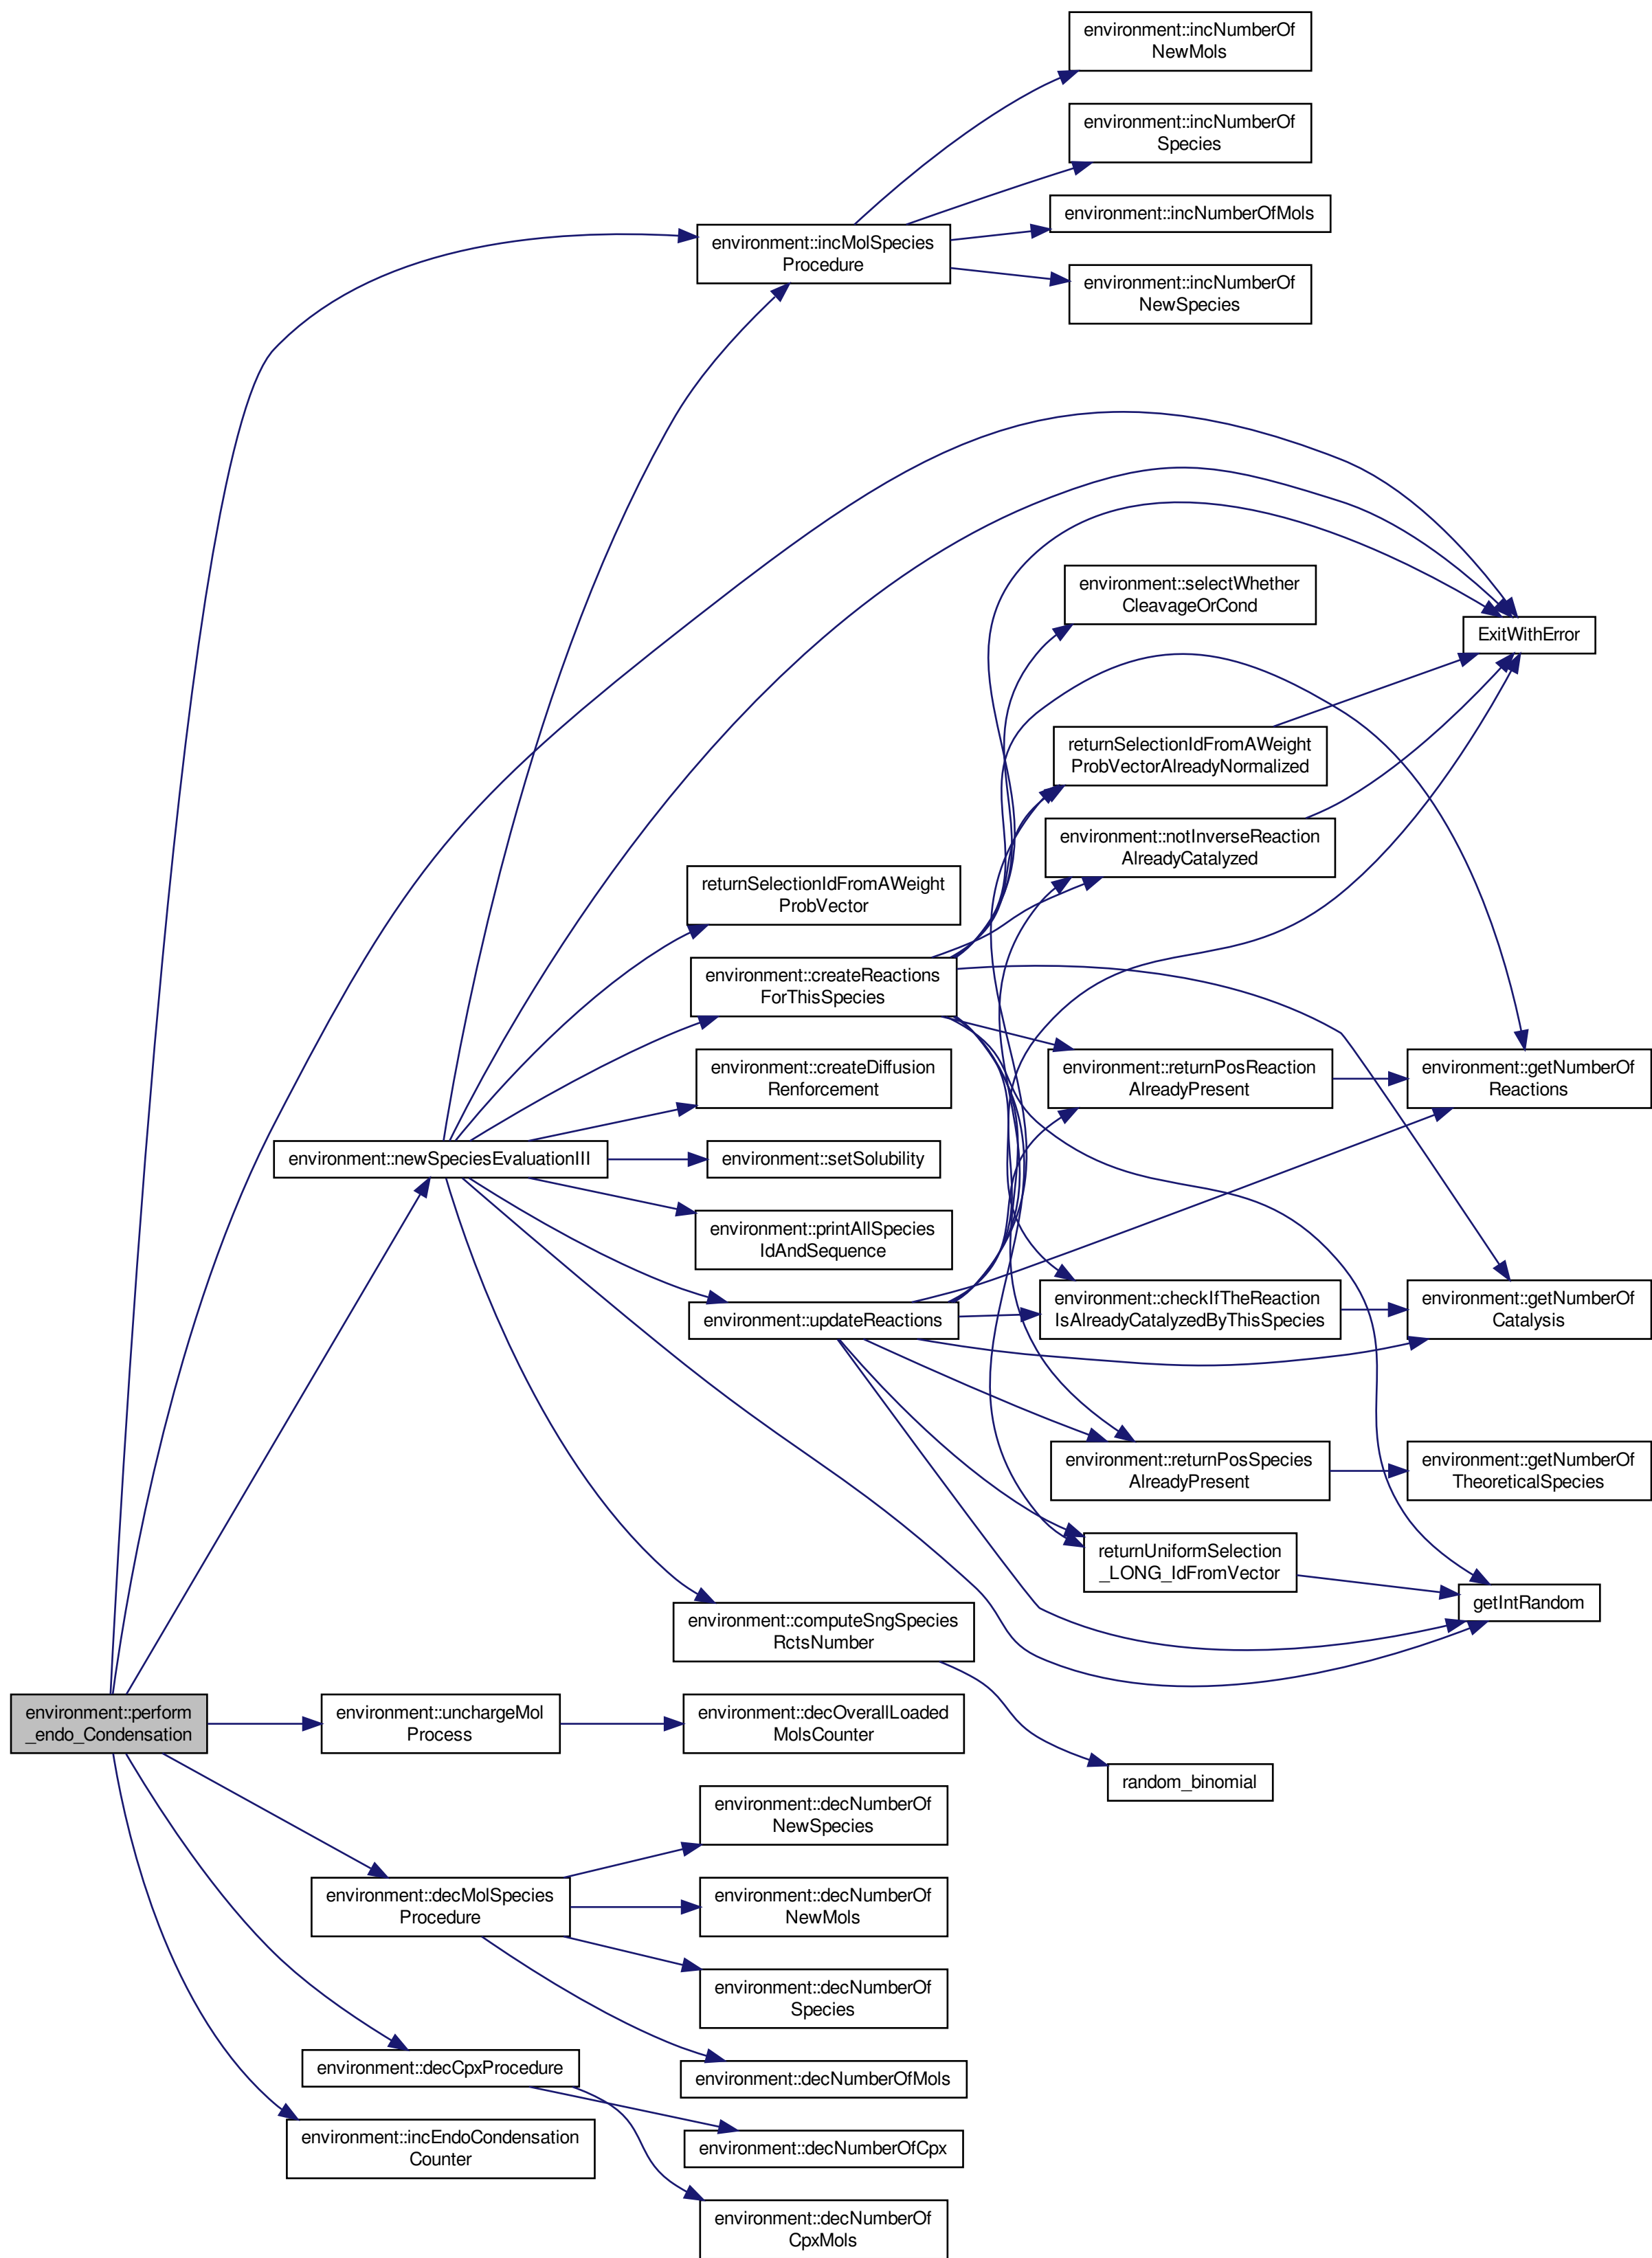 environment::incNumberOf
NewMols
environment::incNumberOf
Species
environment::incNumberOfMols
environment::incMolSpecies
Procedure
environment::incNumberOf
NewSpecies
environment::selectWhether
CleavageOrCond
ExitWithError
returnSelectionIdFromAWeight
ProbVectorAlreadyNormalized
environment::notInverseReaction
AlreadyCatalyzed
returnSelectionIdFromAWeight
ProbVector
environment::createReactions
ForThisSpecies
environment::createDiffusion
Renforcement
environment::returnPosReaction
AlreadyPresent
environment::getNumberOf
Reactions
environment::newSpeciesEvaluationIII
environment::setSolubility
environment::printAllSpecies
IdAndSequence
environment::updateReactions
environment::checkIfTheReaction
IsAlreadyCatalyzedByThisSpecies
environment::getNumberOf
Catalysis
environment::returnPosSpecies
AlreadyPresent
environment::getNumberOf
TheoreticalSpecies
returnUniformSelection
_LONG_IdFromVector
getIntRandom
environment::computeSngSpecies
RctsNumber
environment::perform
_endo_Condensation
environment::unchargeMol
Process
environment::decOverallLoaded
MolsCounter
random_binomial
environment::decNumberOf
NewSpecies
environment::decMolSpecies
Procedure
environment::decNumberOf
NewMols
environment::decNumberOf
Species
environment::decCpxProcedure
environment::decNumberOfMols
environment::incEndoCondensation
Counter
environment::decNumberOfCpx
environment::decNumberOf
CpxMols